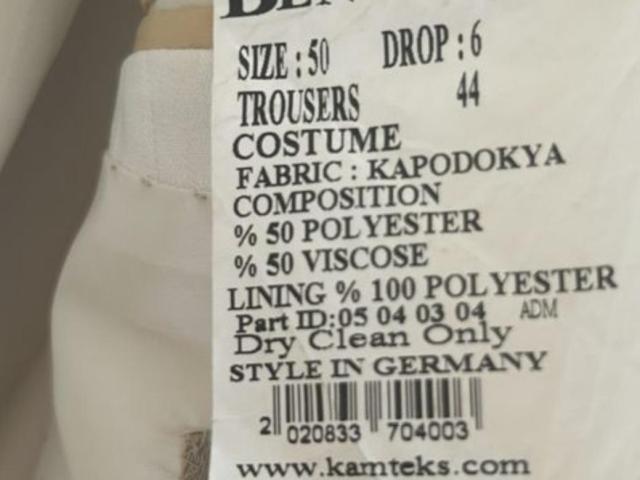 SIZE : 50 DROP : 6
TROUSERS 44
COSTUME
FABRIC : KAPODOKYA
COMPOSITION
% 50 POLYESTER
% 50 VISCOSE
LINING % 100 POLYESTER
Part ID:05 04 03 04 ADM
Dry Clean Only
STYLE IN GERMANY
2 020833 704003
www.kamteks.com